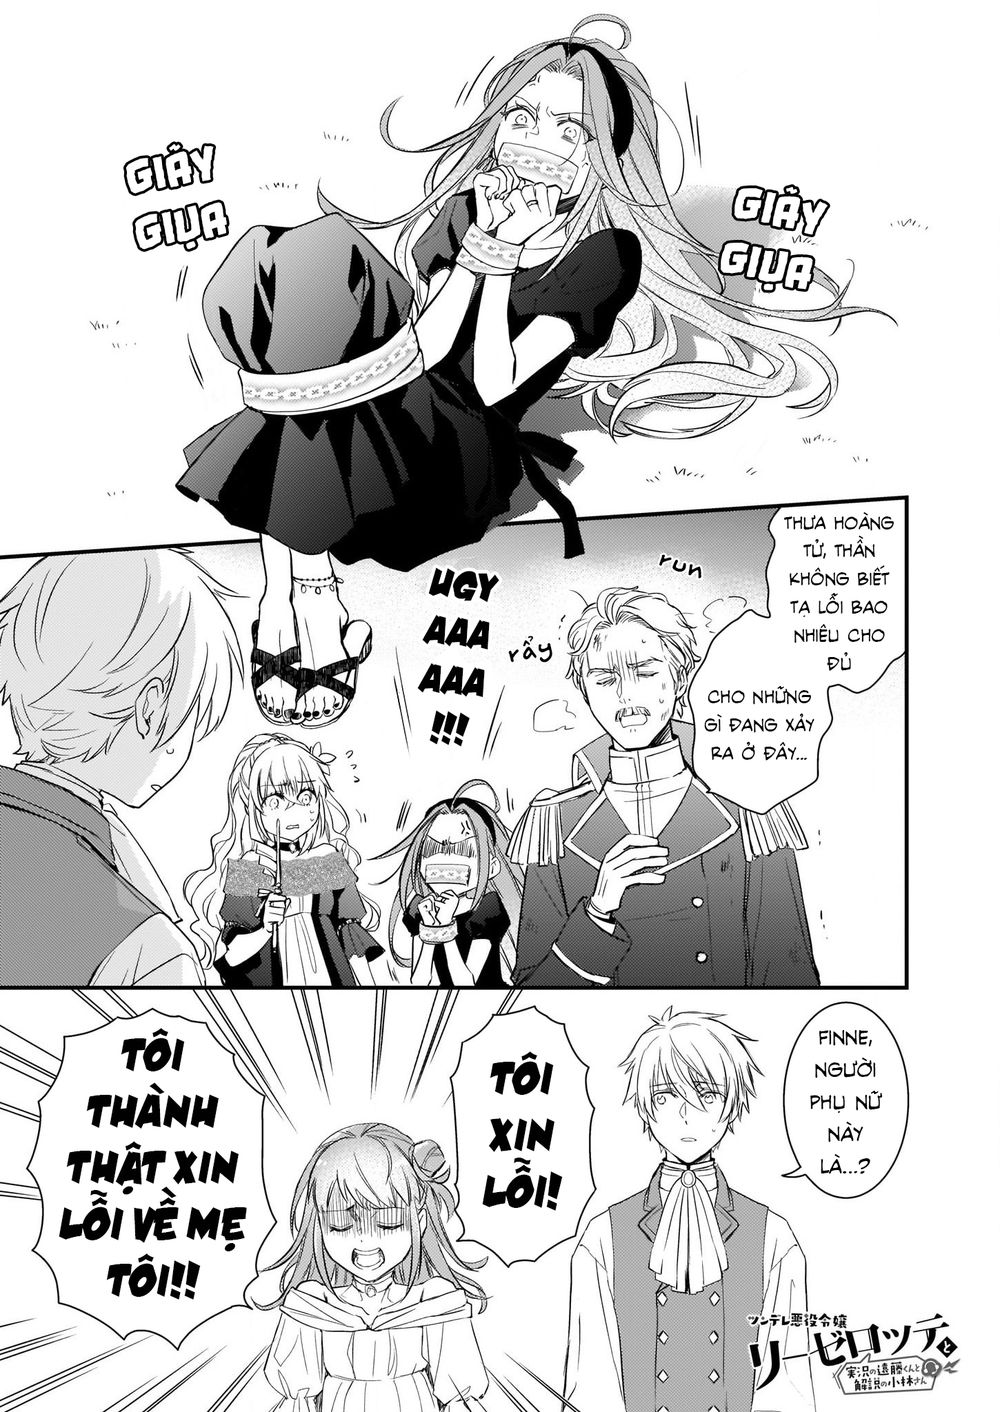 GIÃY
GIỤA
GIÃY
GIỤA
THƯA HOÀNG
TỬ, THẦN
KHÔNG BIẾT
TẠ LỖI BAO
NHIÊU CHO
ĐỦ
CHO NHỮNG
GÌ ĐANG XẢY
RA Ở ĐÂY...
run
rẩy
UGY
AAA
AAA
!!!
FINNE,
NGƯỜI
PHỤ NỮ
NÀY
LÀ...?
TÔI
XIN
LỖI!
TÔI
THÀNH
THẬT XIN
LỖI VỀ MẸ
TÔI!!
ツンデレ悪役令嬢
リーゼロッテと
実況の遠藤くんと
解説の小林さん